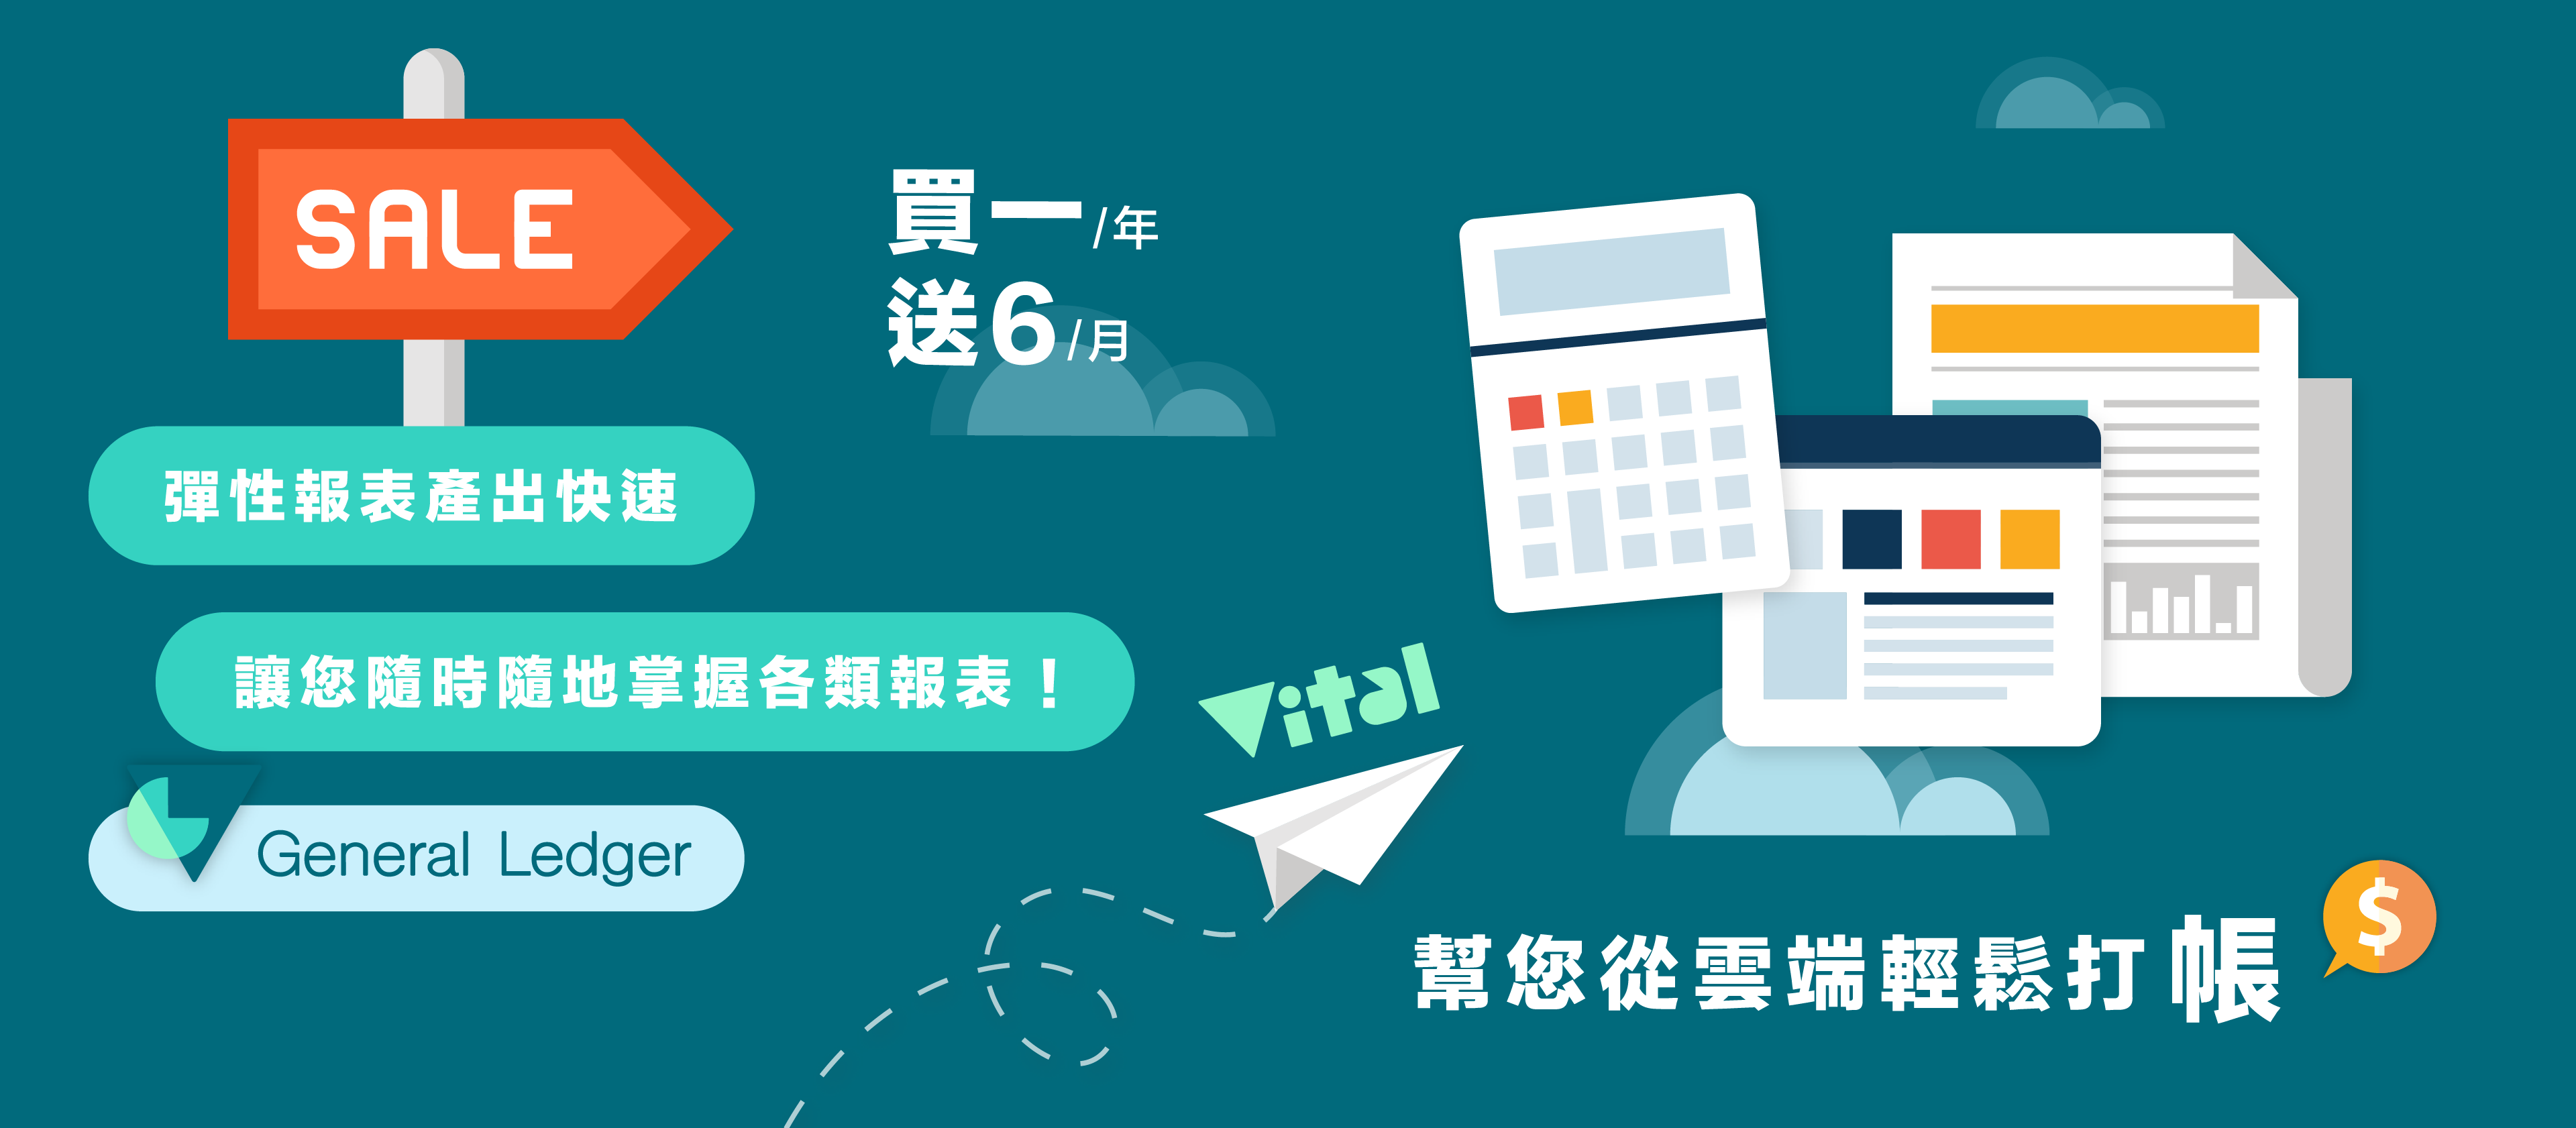 SALE
買一/年
送6/月
彈性報表產出快速
讓您隨時隨地掌握各類報表！
General Ledger
Vital
幫您從雲端輕鬆打帳
$